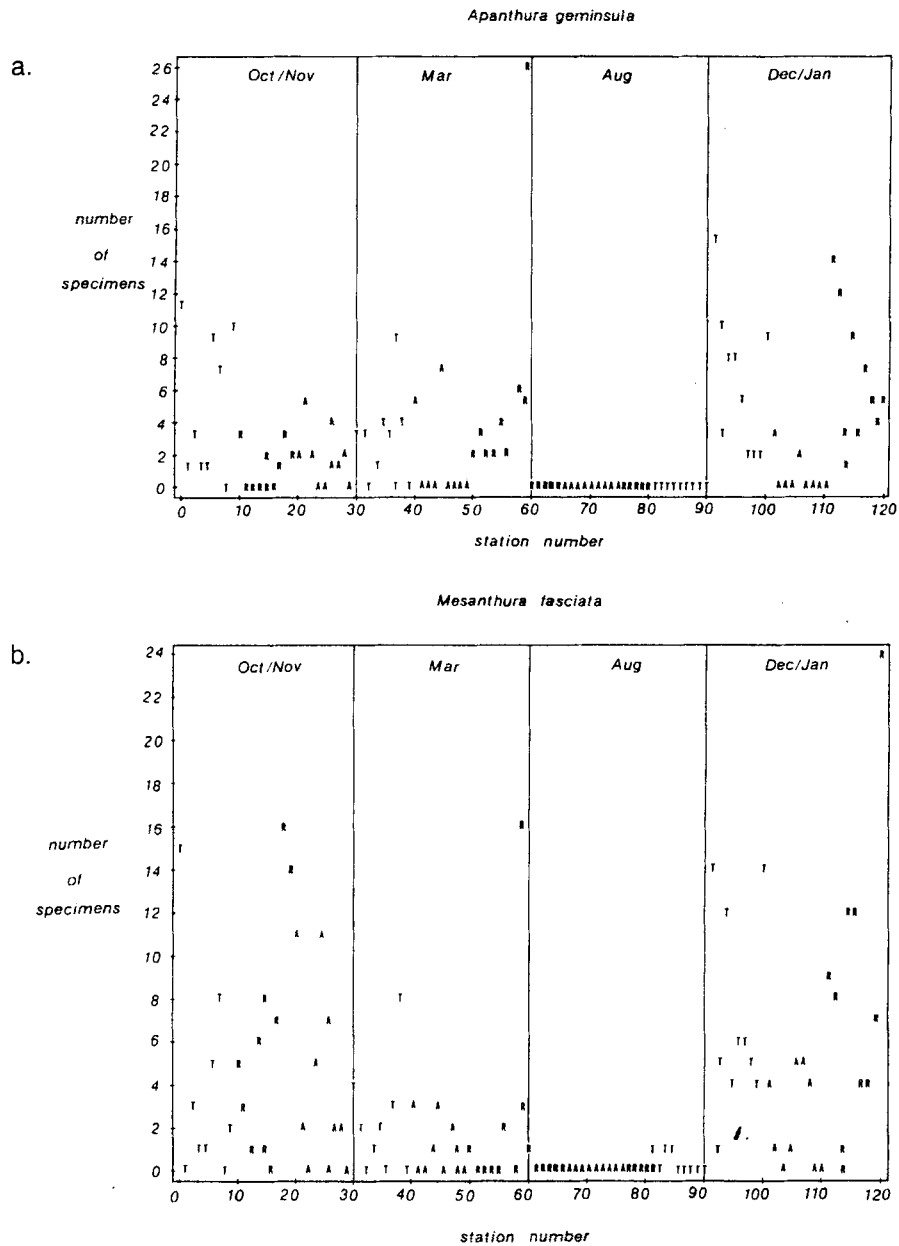 Apanthura geminsula
a.
Oct/Nov Mar Aug Dec/Jan
26
24
22
20
18
16
14
12
10
8
6
4
2
0
number
of
specimens
0 10 20 30 40 50 60 70 80 90 100 110 120
station number
Mesanthura fasciata
b.
Oct/Nov Mar Aug Dec/Jan
24
22
20
18
16
14
12
10
8
6
4
2
0
number
of
specimens
0 10 20 30 40 50 60 70 80 90 100 110 120
station number